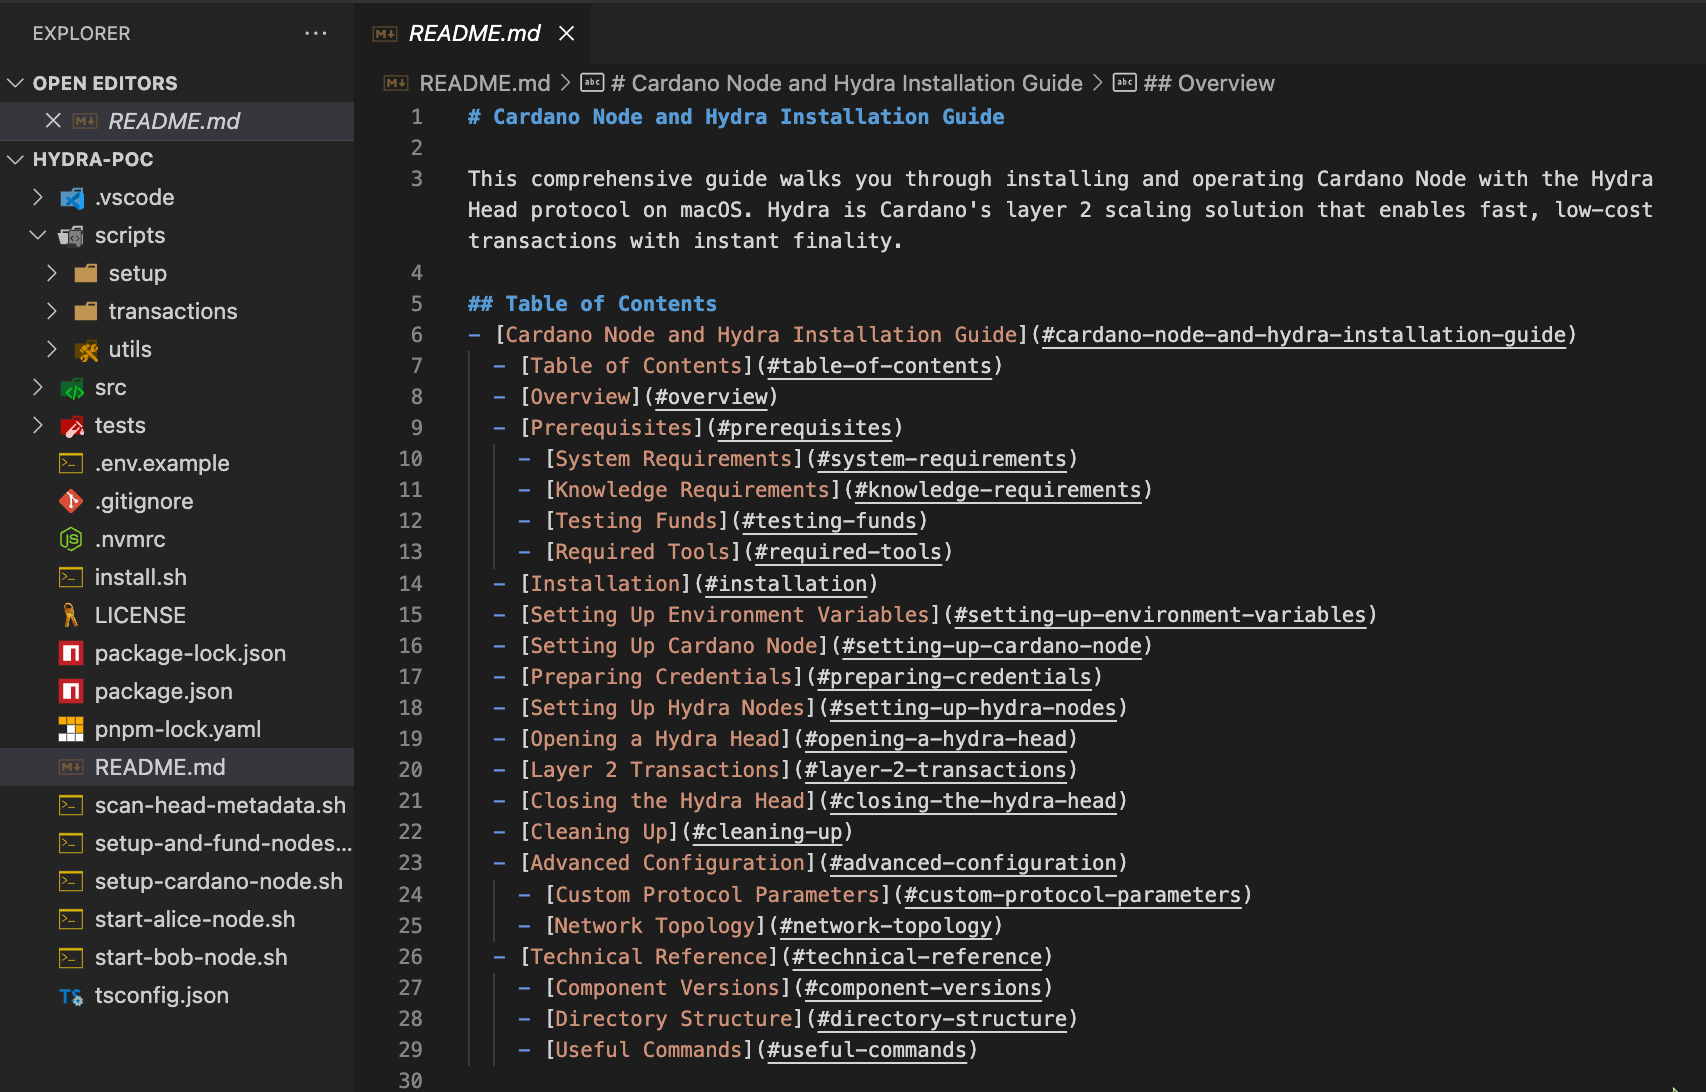 EXPLORER
OPEN EDITORS
README.md
HYDRA-POC
.vscode
scripts
setup
transactions
utils
src
tests
.env.example
.gitignore
.nvmrc
install.sh
LICENSE
package-lock.json
package.json
pnpm-lock.yaml
README.md
scan-head-metadata.sh
setup-and-fund-nodes...
setup-cardano-node.sh
start-alice-node.sh
start-bob-node.sh
tsconfig.json
README.md
README.md > # Cardano Node and Hydra Installation Guide > ## Overview
1 # Cardano Node and Hydra Installation Guide
2
3 This comprehensive guide walks you through installing and operating Cardano Node with the Hydra
Head protocol on macOS. Hydra is Cardano's layer 2 scaling solution that enables fast, low-cost
transactions with instant finality.
4
5 ## Table of Contents
6 - [Cardano Node and Hydra Installation Guide](#cardano-node-and-hydra-installation-guide)
7 - [Table of Contents](#table-of-contents)
8 - [Overview](#overview)
9 - [Prerequisites](#prerequisites)
10 - [System Requirements](#system-requirements)
11 - [Knowledge Requirements](#knowledge-requirements)
12 - [Testing Funds](#testing-funds)
13 - [Required Tools](#required-tools)
14 - [Installation](#installation)
15 - [Setting Up Environment Variables](#setting-up-environment-variables)
16 - [Setting Up Cardano Node](#setting-up-cardano-node)
17 - [Preparing Credentials](#preparing-credentials)
18 - [Setting Up Hydra Nodes](#setting-up-hydra-nodes)
19 - [Opening a Hydra Head](#opening-a-hydra-head)
20 - [Layer 2 Transactions](#layer-2-transactions)
21 - [Closing the Hydra Head](#closing-the-hydra-head)
22 - [Cleaning Up](#cleaning-up)
23 - [Advanced Configuration](#advanced-configuration)
24 - [Custom Protocol Parameters](#custom-protocol-parameters)
25 - [Network Topology](#network-topology)
26 - [Technical Reference](#technical-reference)
27 - [Component Versions](#component-versions)
28 - [Directory Structure](#directory-structure)
29 - [Useful Commands](#useful-commands)
30